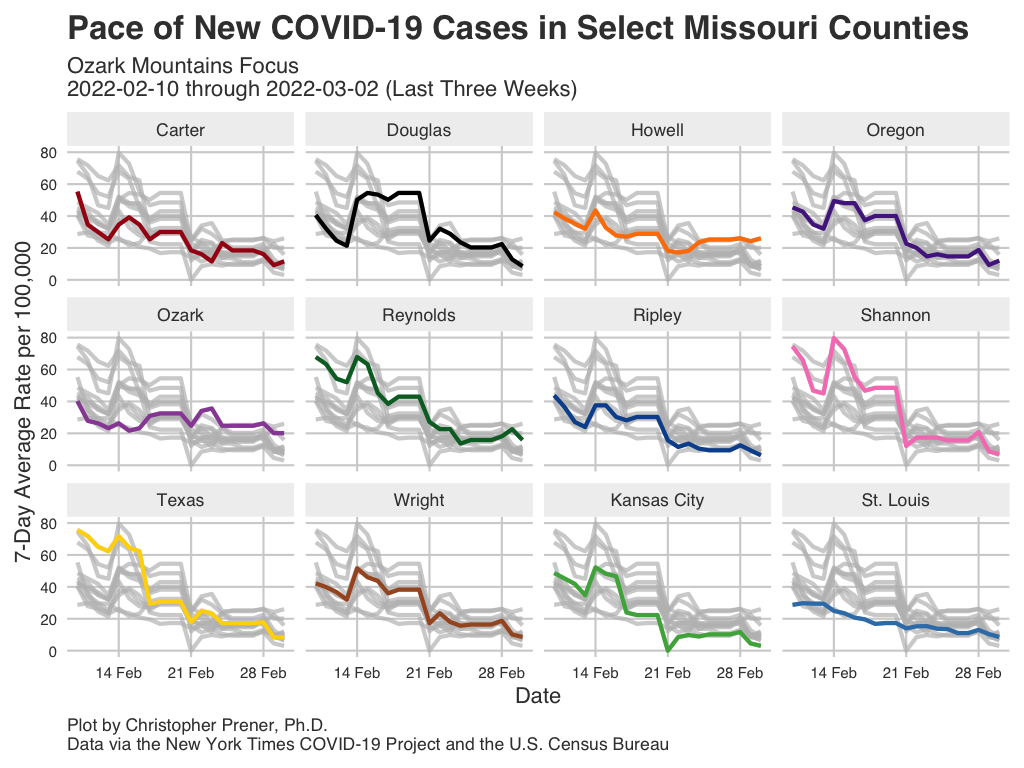 Pace of New COVID-19 Cases in Select Missouri Counties
Ozark Mountains Focus
2022-02-10 through 2022-03-02 (Last Three Weeks)
7-Day Average Rate per 100,000
Carter Douglas Howell Oregon
80
60
40
20
0
Ozark Reynolds Ripley Shannon
80
60
40
20
0
Texas Wright Kansas City St. Louis
80
60
40
20
0
14 Feb 21 Feb 28 Feb 14 Feb 21 Feb 28 Feb 14 Feb 21 Feb 28 Feb 14 Feb 21 Feb 28 Feb
Date
Plot by Christopher Prener, Ph.D.
Data via the New York Times COVID-19 Project and the U.S. Census Bureau